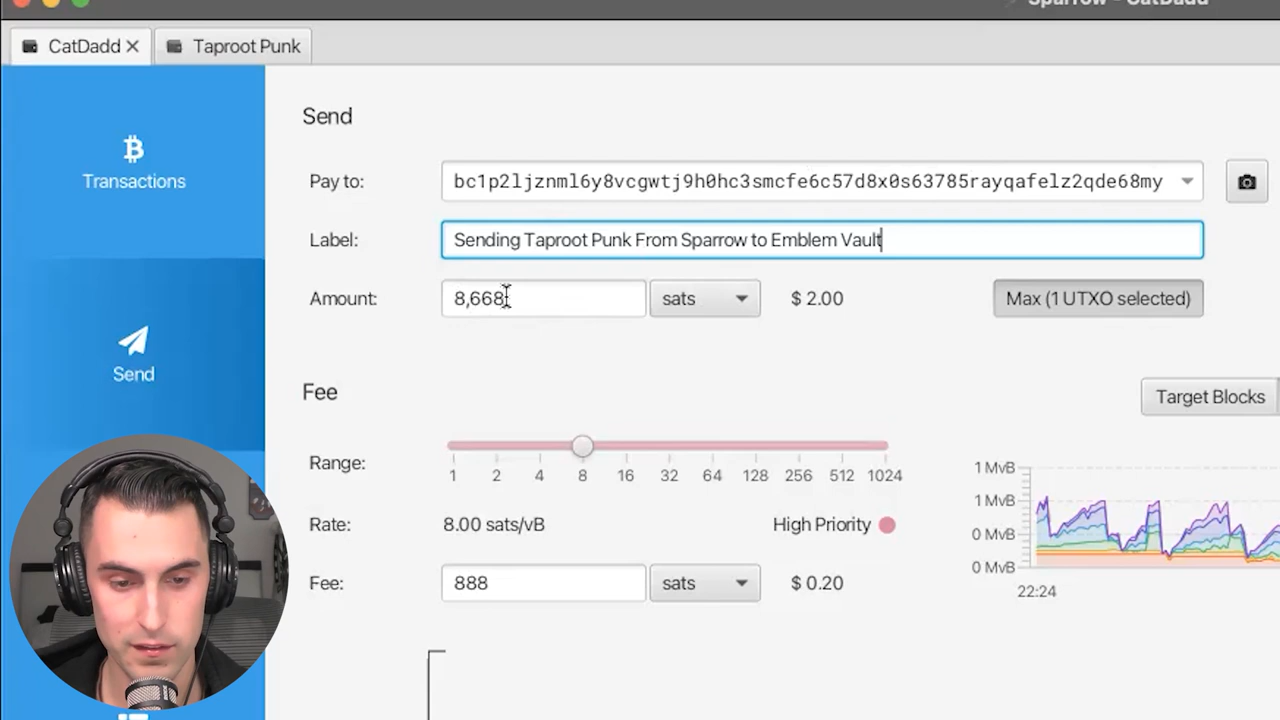 Sparrow - CatDadd
CatDadd
Taproot Punk
Transactions
Send
Send
Pay to: bc1p2ljznml6y8vcgwtj9h0hc3smcfe6c57d8x0s63785rayqafelz2qde68my
Label: Sending Taproot Punk From Sparrow to Emblem Vault
Amount: 8,668 sats $ 2.00 Max (1 UTXO selected)
Fee
Target Blocks
Range:
1 2 4 8 16 32 64 128 256 512 1024
Rate: 8.00 sats/vB High Priority
Fee: 888 sats $ 0.20
1 MvB
1 MvB
0 MvB
0 MvB
22:24